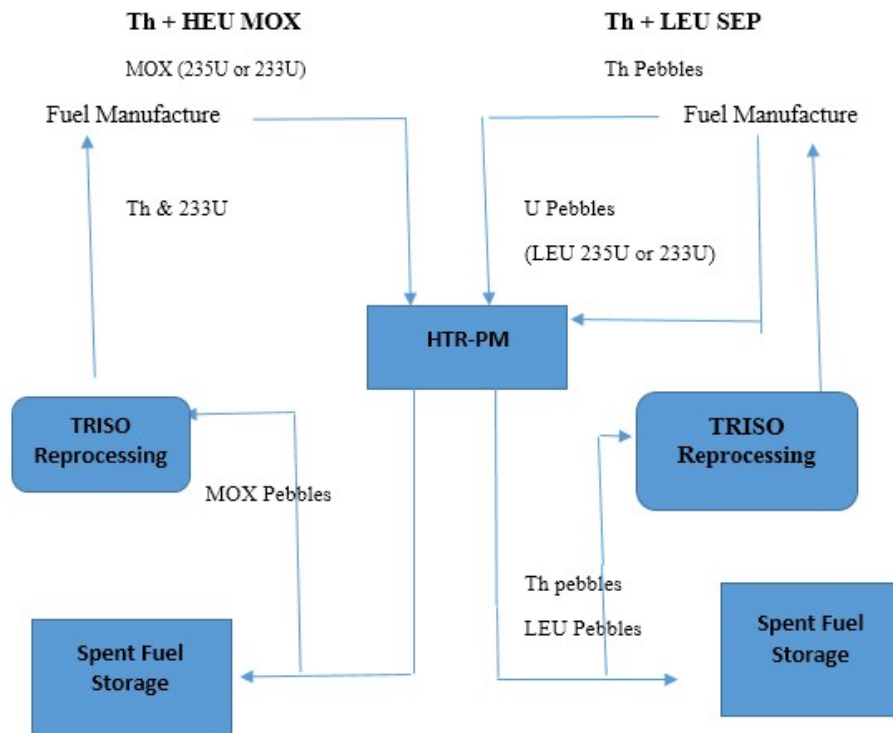 Th + HEU MOX
Th + LEU SEP
MOX (235U or 233U)
Th Pebbles
Fuel Manufacture
Fuel Manufacture
Th & 233U
U Pebbles
(LEU 235U or 233U)
HTR-PM
TRISO
Reprocessing
TRISO
Reprocessing
MOX Pebbles
Th pebbles
LEU Pebbles
Spent Fuel
Storage
Spent Fuel
Storage